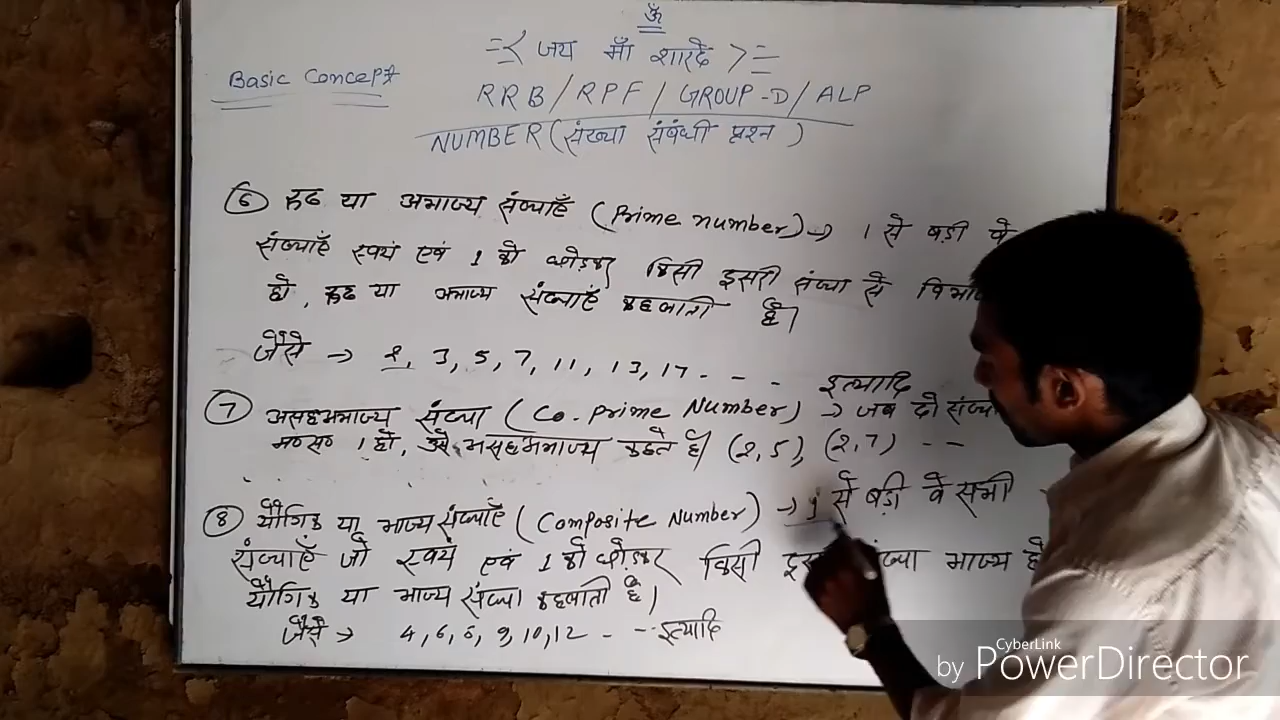 ॐ
जय माँ शारदे
Basic Concept
RRB / RPF / GROUP-D / ALP
NUMBER (संख्या संबंधी प्रश्न)
⑥ रुढ या अभाज्य संख्याएँ (Prime number) → 1 से बड़ी वे
संख्याएँ स्वयं एवं 1 को छोड़कर किसी दूसरी संख्या से
हो, रुढ या अभाज्य संख्याएँ कहलाती है।
जैसे → 2, 3, 5, 7, 11, 13, 17 - - - इत्यादि
⑦ असहअभाज्य संख्या (Co. prime Number) → जब दो
म०स० 1 हो, उसे असहअभाज्य कहते है। (2,5), (2,7) - -
⑧ यौगिक या भाज्य संख्याएँ (Composite Number) → 1 से बड़ी वे सभी
संख्याएँ जो स्वयं एवं 1 को छोड़कर किसी भाज्य
यौगिक या भाज्य संख्या कहलाती है।
जैसे → 4, 6, 8, 9, 10, 12 - - इत्यादि
CyberLink
by PowerDirector